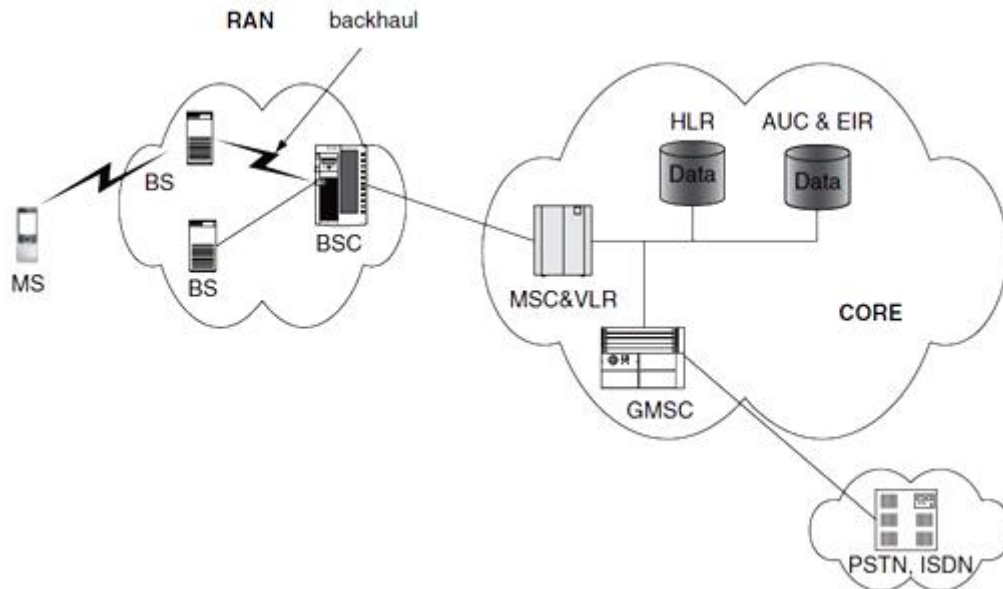 RAN
backhaul
HLR
AUC & EIR
Data
Data
BS
BSC
MS
BS
MSC&VLR
CORE
GMSC
PSTN, ISDN